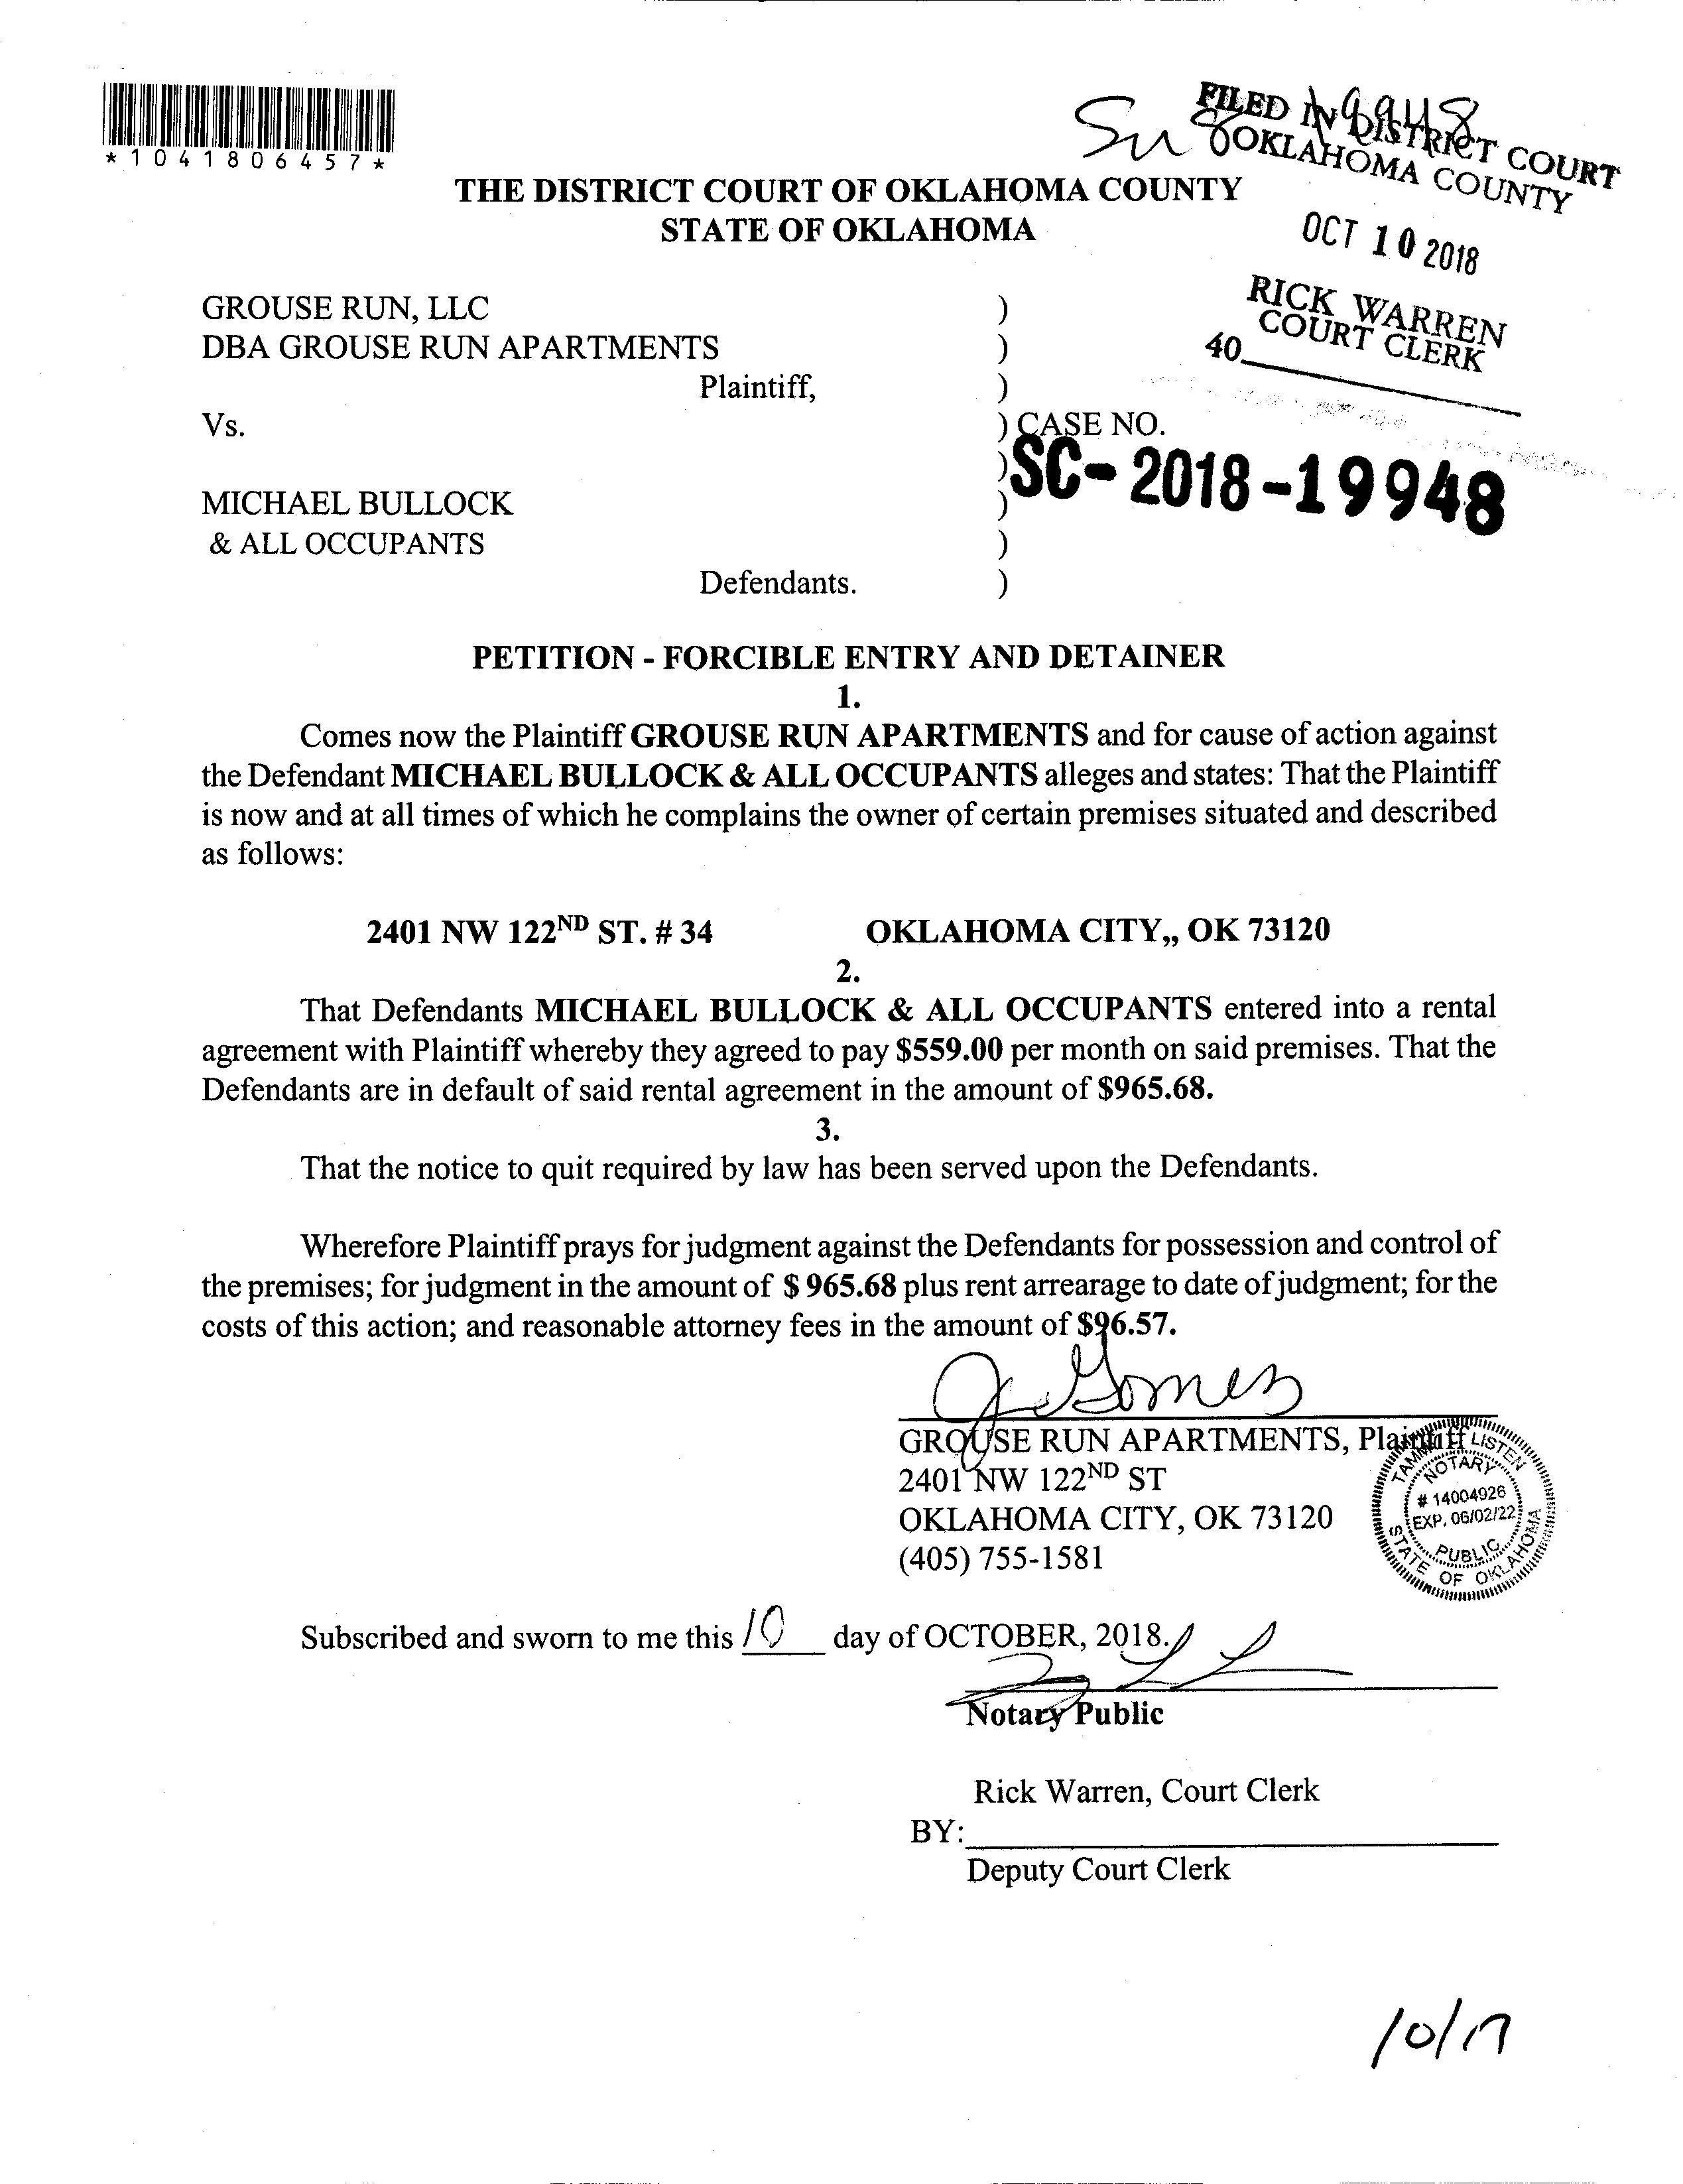 *1041806457*
FILED IN DISTRICT COURT
OKLAHOMA COUNTY
THE DISTRICT COURT OF OKLAHOMA COUNTY
STATE OF OKLAHOMA
OCT 10 2018
RICK WARREN
COURT CLERK
40
GROUSE RUN, LLC )
DBA GROUSE RUN APARTMENTS )
Plaintiff, )
Vs. ) CASE NO.
) SC-2018-19948
MICHAEL BULLOCK )
& ALL OCCUPANTS )
Defendants. )
PETITION - FORCIBLE ENTRY AND DETAINER
1.
Comes now the Plaintiff GROUSE RUN APARTMENTS and for cause of action against
the Defendant MICHAEL BULLOCK & ALL OCCUPANTS alleges and states: That the Plaintiff
is now and at all times of which he complains the owner of certain premises situated and described
as follows:
2401 NW 122ND ST. # 34 OKLAHOMA CITY,, OK 73120
2.
That Defendants MICHAEL BULLOCK & ALL OCCUPANTS entered into a rental
agreement with Plaintiff whereby they agreed to pay $559.00 per month on said premises. That the
Defendants are in default of said rental agreement in the amount of $965.68.
3.
That the notice to quit required by law has been served upon the Defendants.
Wherefore Plaintiff prays for judgment against the Defendants for possession and control of
the premises; for judgment in the amount of $ 965.68 plus rent arrearage to date of judgment; for the
costs of this action; and reasonable attorney fees in the amount of $96.57.
J. Gomez
GROUSE RUN APARTMENTS, Plaintiff
2401 NW 122ND ST
OKLAHOMA CITY, OK 73120
(405) 755-1581
LISTEN
NOTARY
# 14004926
EXP. 06/02/22
PUBLIC
STATE OF OKLAHOMA
Subscribed and sworn to me this 10 day of OCTOBER, 2018.
Notary Public
Rick Warren, Court Clerk
BY:
Deputy Court Clerk
10/17